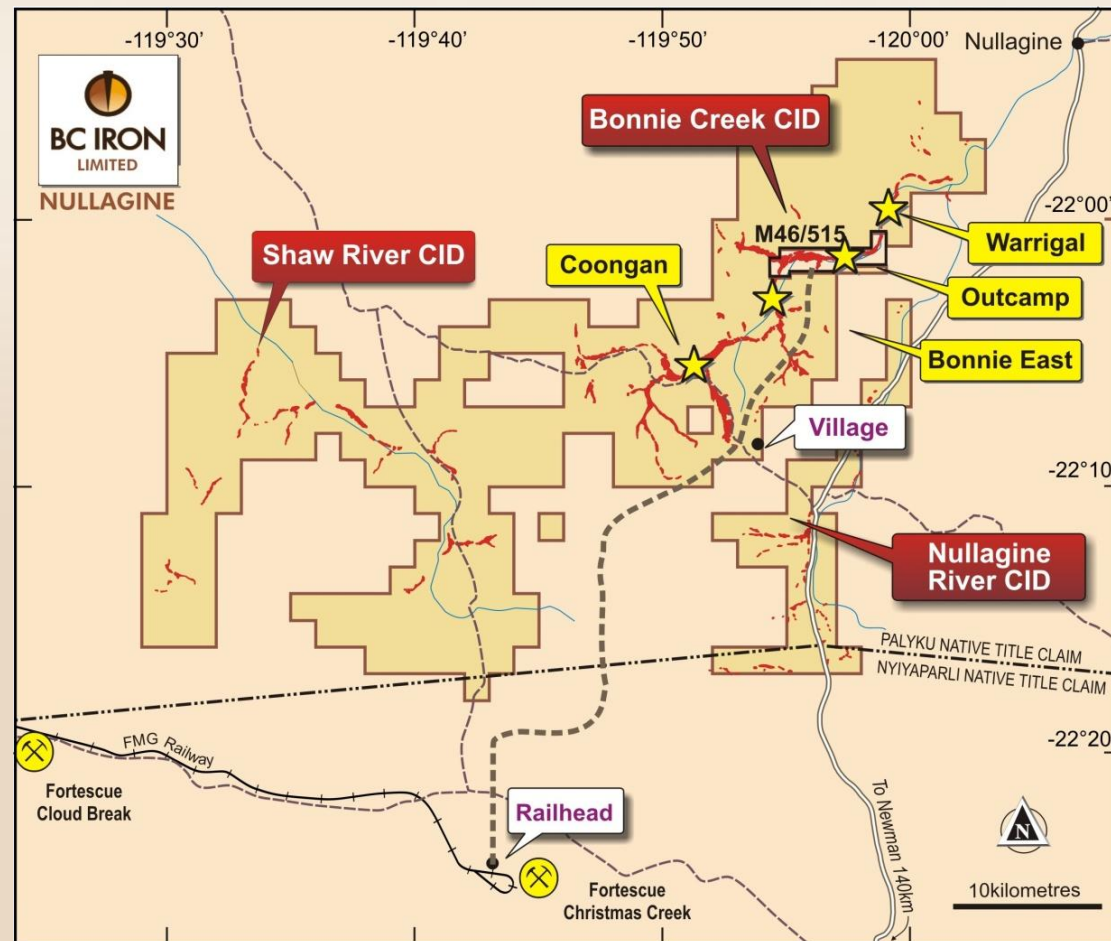 -119°30' -119°40' -119°50' -120°00'
Nullagine
BC IRON
LIMITED
NULLAGINE
Bonnie Creek CID
-22°00'
Warrigal
M46/515
Shaw River CID
Coongan
Outcamp
Bonnie East
Village
-22°10'
Nullagine
River CID
PALYKU NATIVE TITLE CLAIM
NYIYAPARLI NATIVE TITLE CLAIM
-22°20'
FMG Railway
Fortescue
Cloud Break
Railhead
To Newman 140km
N
Fortescue
Christmas Creek
10kilometres